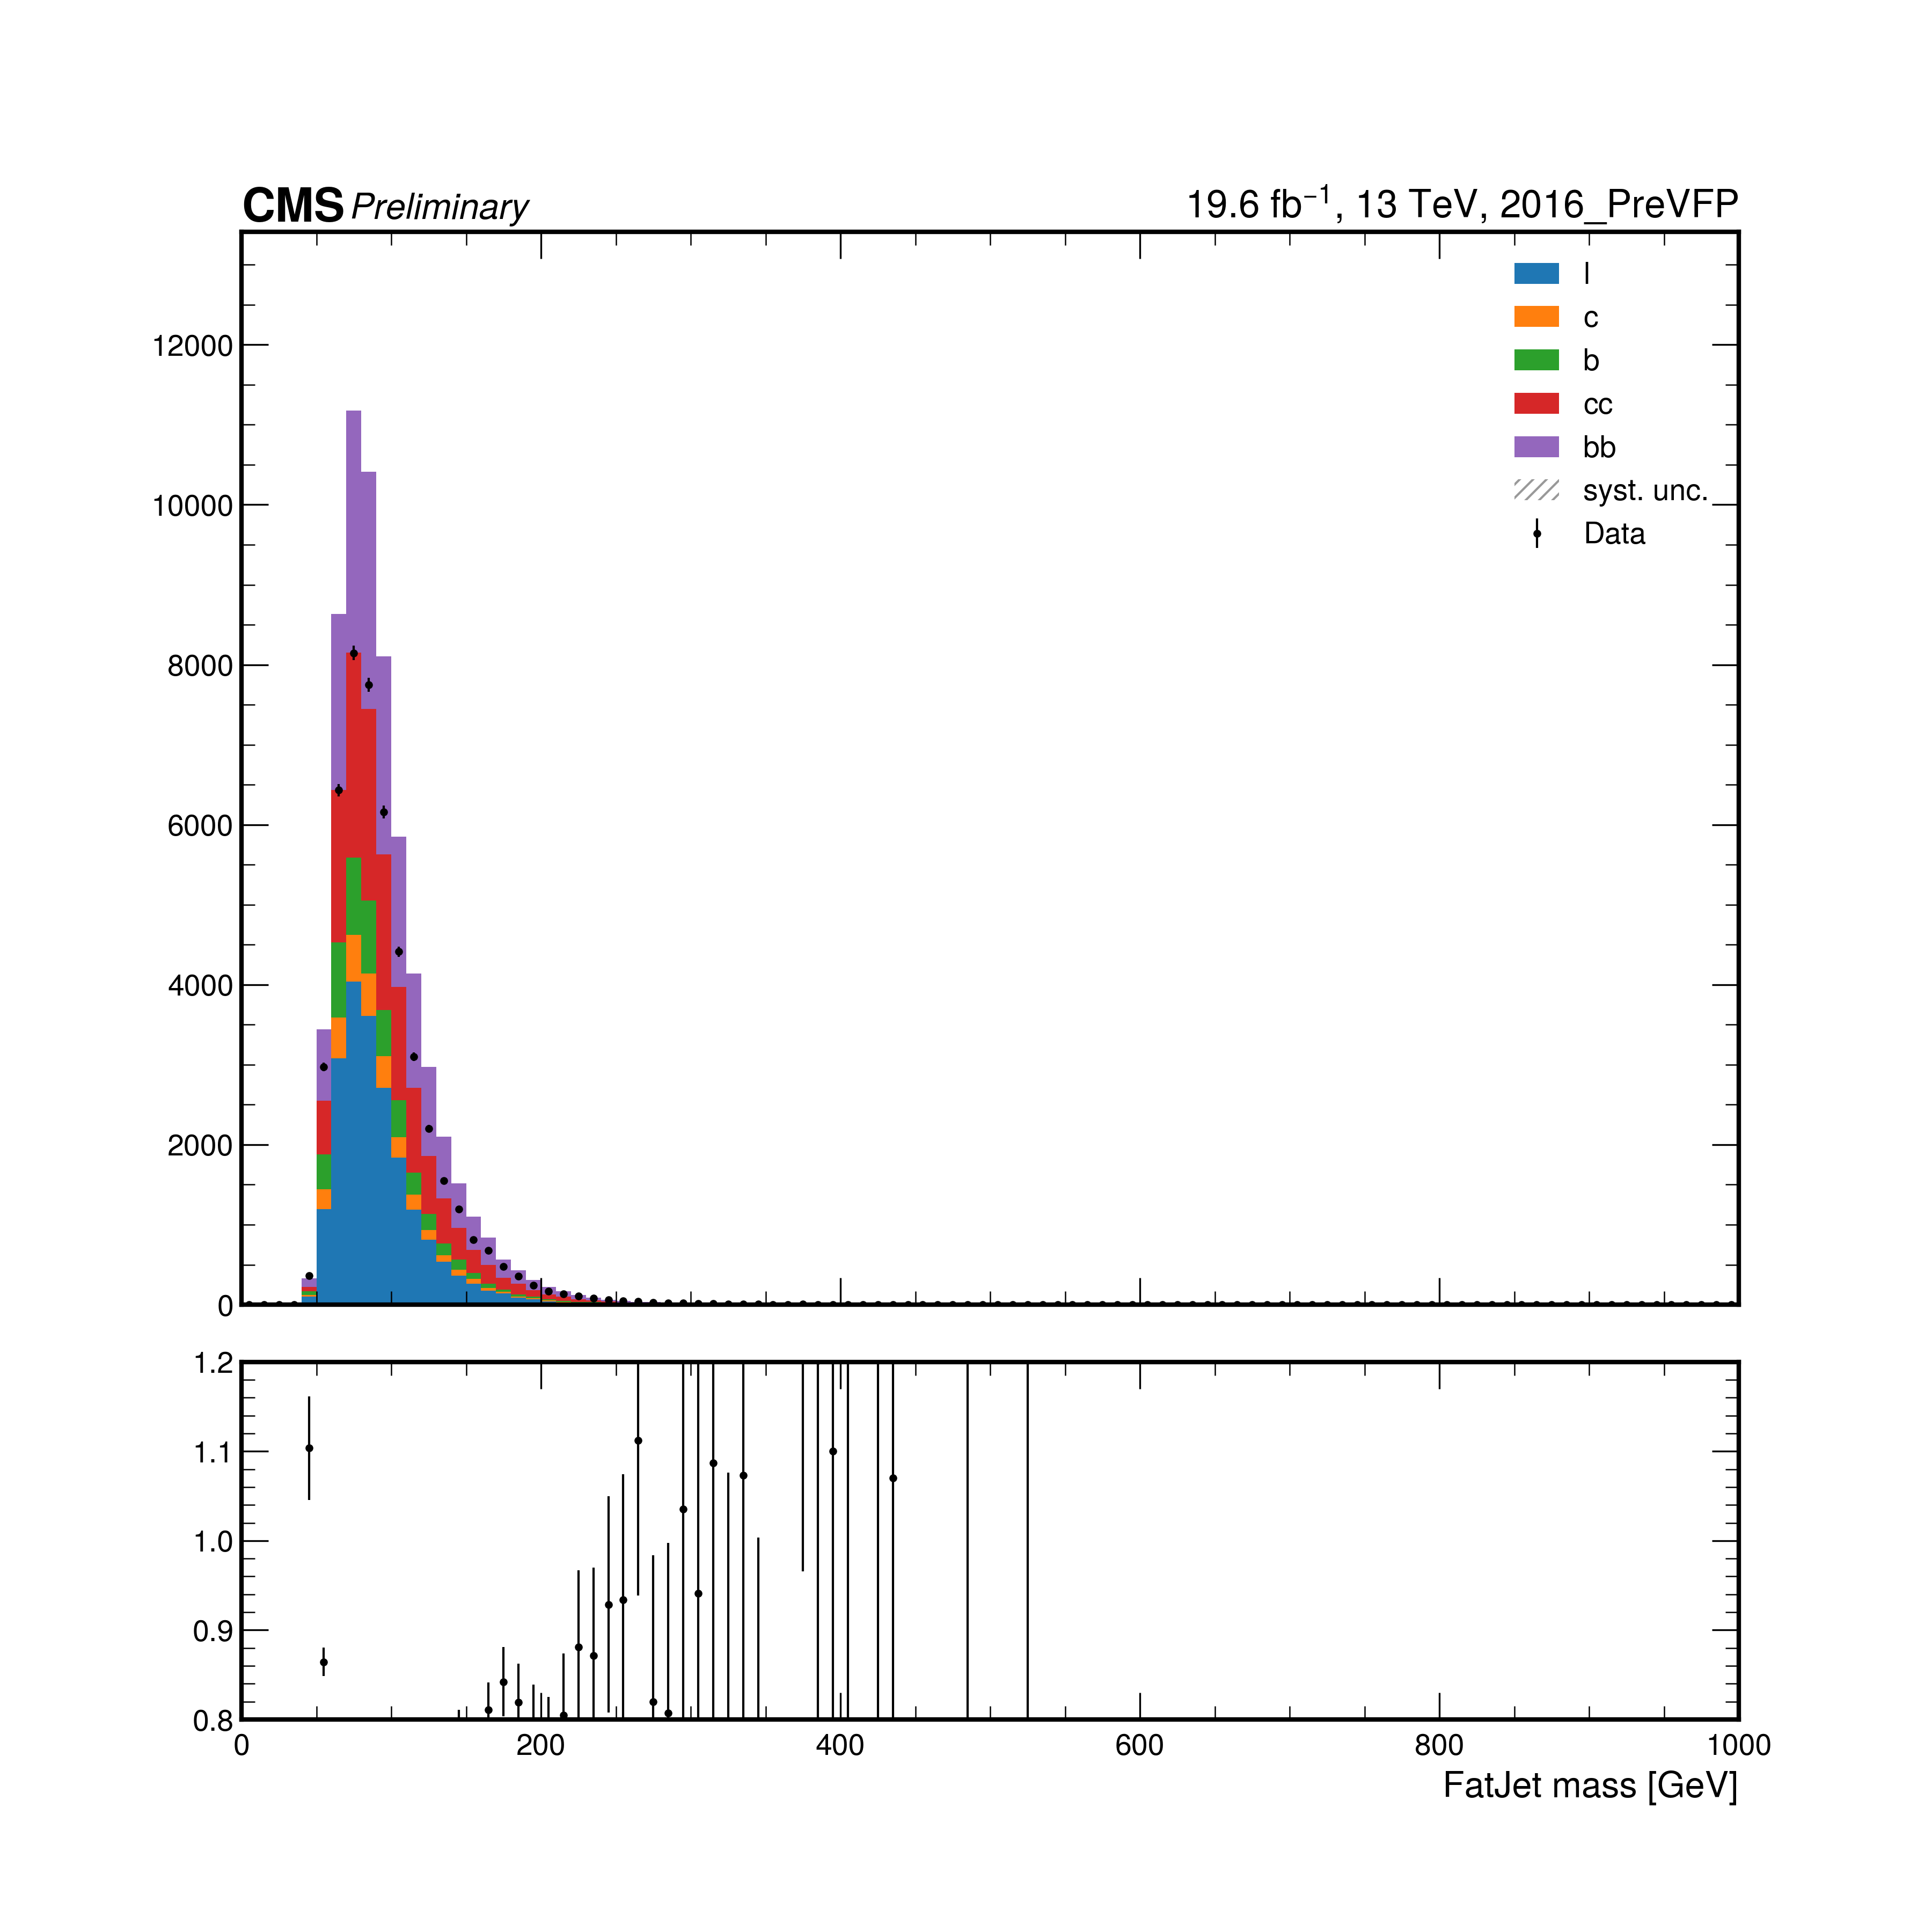 CMS Preliminary 19.6 fb⁻¹, 13 TeV, 2016_PreVFP
l
c
b
cc
bb
syst. unc.
Data
12000
10000
8000
6000
4000
2000
0
1.2
1.1
1.0
0.9
0.8
0 200 400 600 800 1000
FatJet mass [GeV]